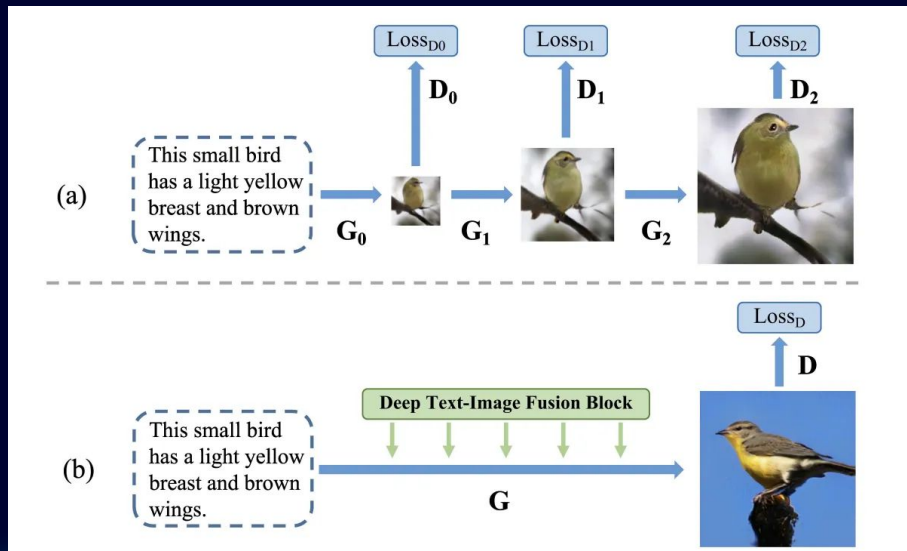 Loss_D0 Loss_D1 Loss_D2
D_0 D_1 D_2
(a)
This small bird
has a light yellow
breast and brown
wings.
G_0 G_1 G_2
Loss_D
D
Deep Text-Image Fusion Block
(b)
This small bird
has a light yellow
breast and brown
wings.
G